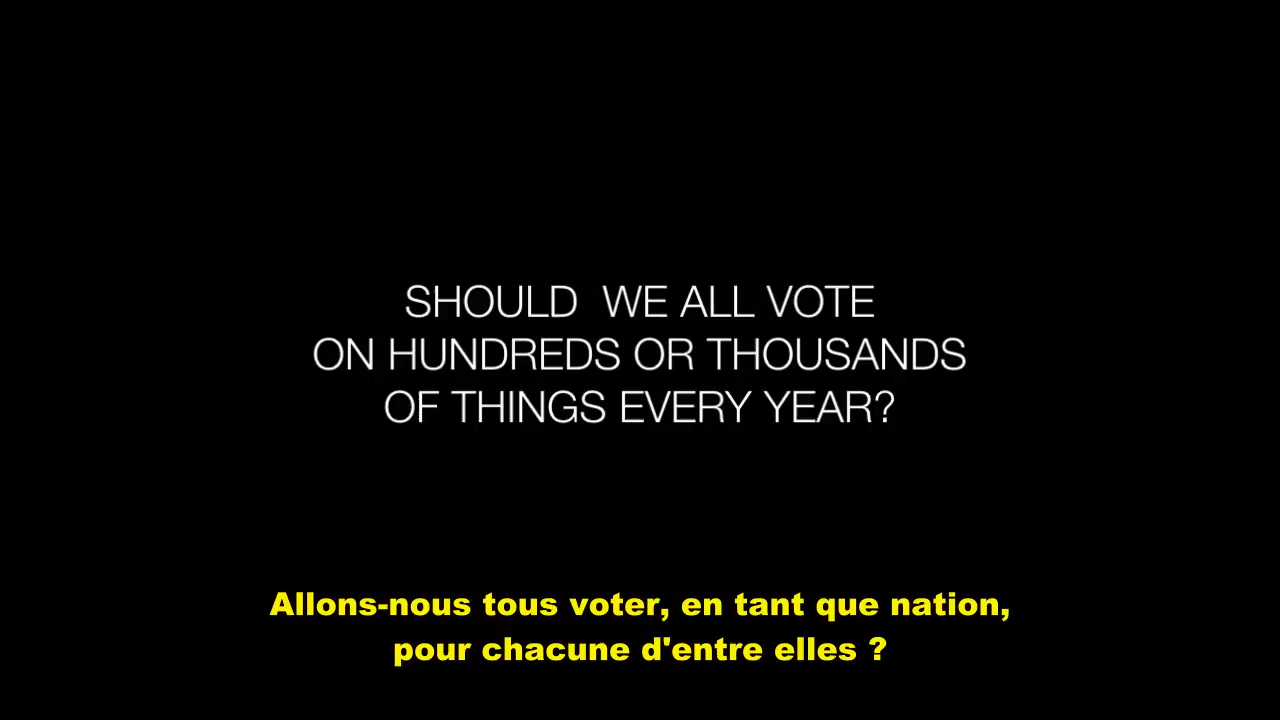 SHOULD  WE ALL VOTE
ON HUNDREDS OR THOUSANDS
OF THINGS EVERY YEAR?
Allons-nous tous voter, en tant que nation,
pour chacune d'entre elles ?